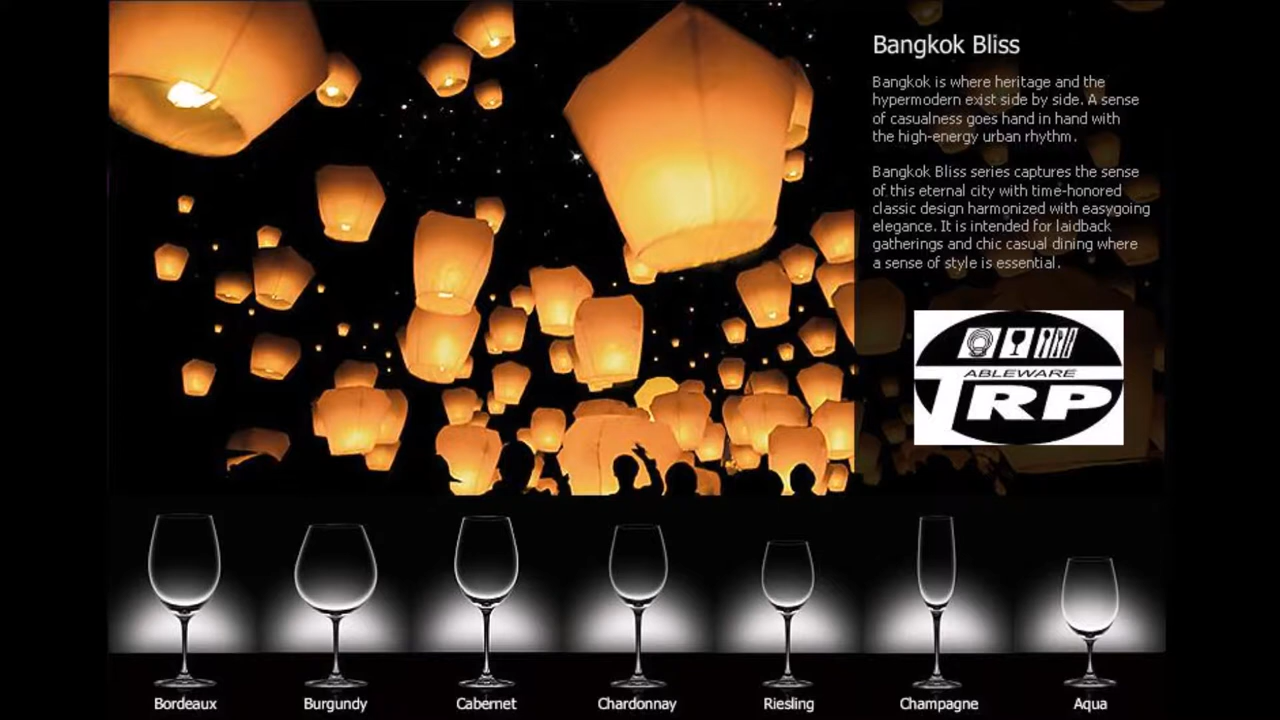 Bangkok Bliss
Bangkok is where heritage and the
hypermodern exist side by side. A sense
of casualness goes hand in hand with
the high-energy urban rhythm.
Bangkok Bliss series captures the sense
of this eternal city with time-honored
classic design harmonized with easygoing
elegance. It is intended for laidback
gatherings and chic casual dining where
a sense of style is essential.
ABLEWARE
TRP
Bordeaux
Burgundy
Cabernet
Chardonnay
Riesling
Champagne
Aqua